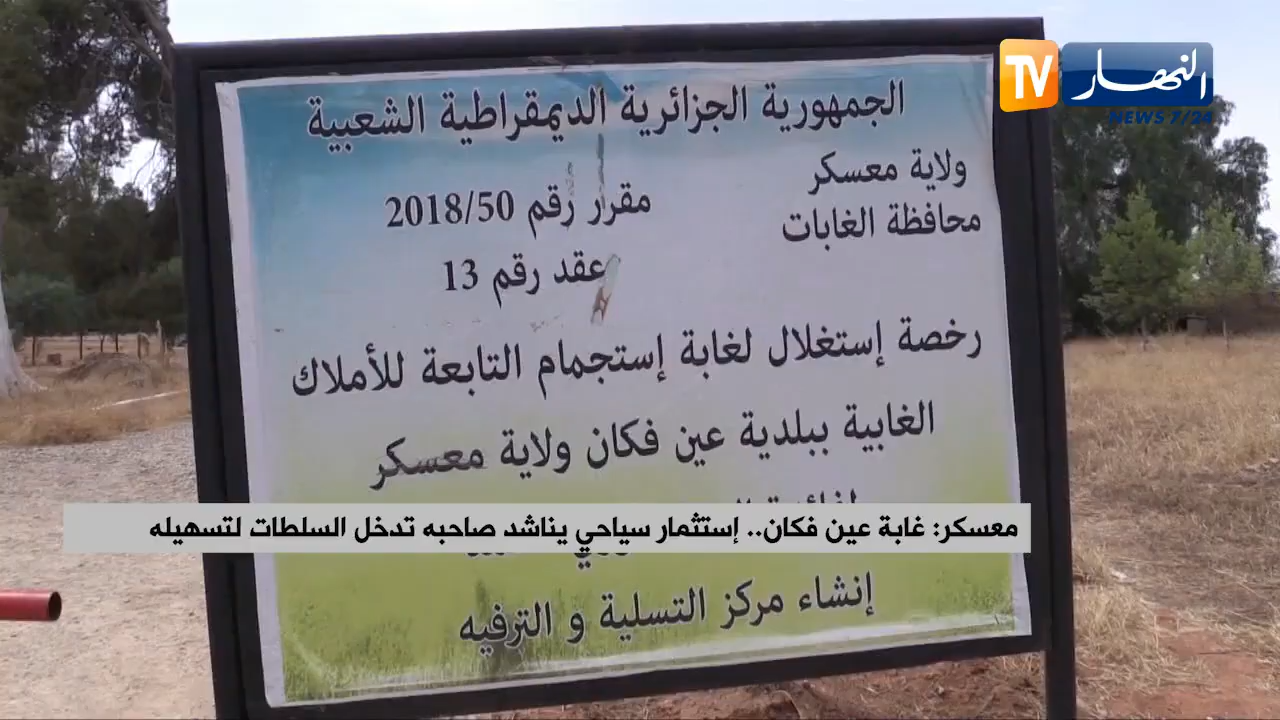 الجمهورية الجزائرية الديمقراطية الشعبية
ولاية معسكر
محافظة الغابات
مقرر رقم 2018/50
عقد رقم 13
رخصة إستغلال لغابة إستجمام التابعة للأملاك
الغابية ببلدية عين فكان ولاية معسكر
إنشاء مركز التسلية و الترفيه
معسكر: غابة عين فكان.. إستثمار سياحي يناشد صاحبه تدخل السلطات لتسهيله
TV النهار
NEWS 7/24